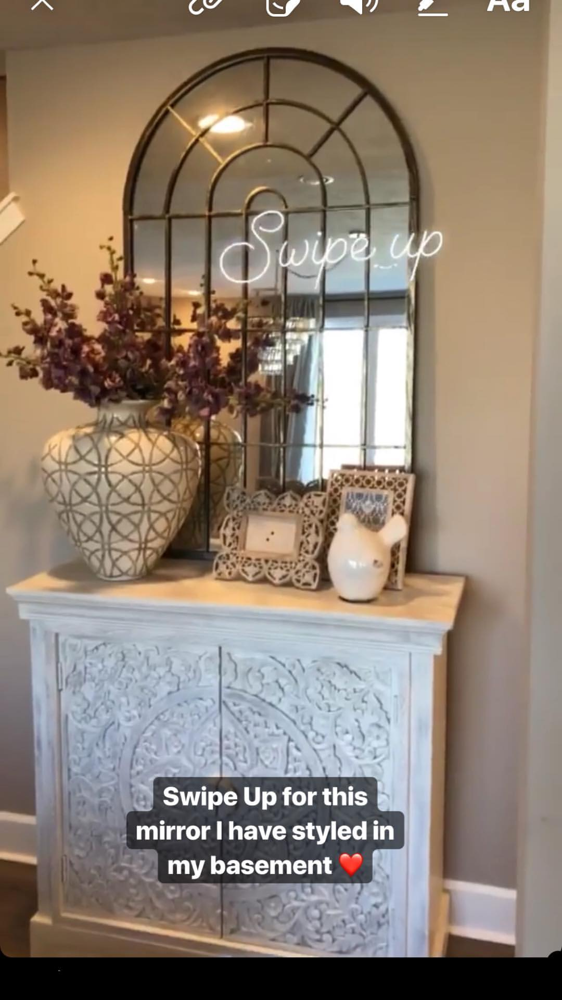 Aa
Swipe up
Swipe Up for this
mirror I have styled in
my basement ❤️